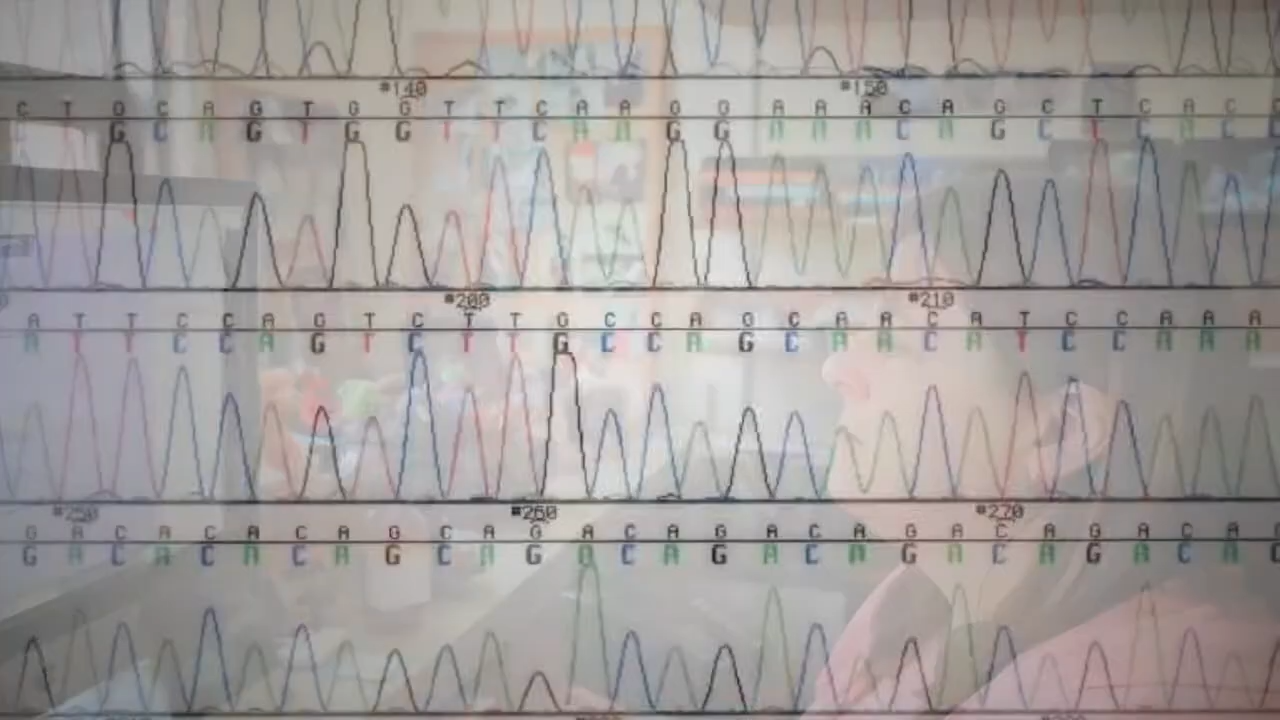 #140 #150
C T G C A G T G G T T C A A G G A A A C A G C T C A C C
G C A G T G G T T C A A G G A A A C A G C T C A C C
#200 #210
A T T C C A G T C T T G C C A G C A A C A T C C A A A
A T T C C A G T C T T G C C A G C A A C A T C C A A A
#250 #260 #270
G A C A C A C A G C A G A C A G A C A G A C A G A C A
G A C A C A C A G C A G A C A G A C A G A C A G A C A